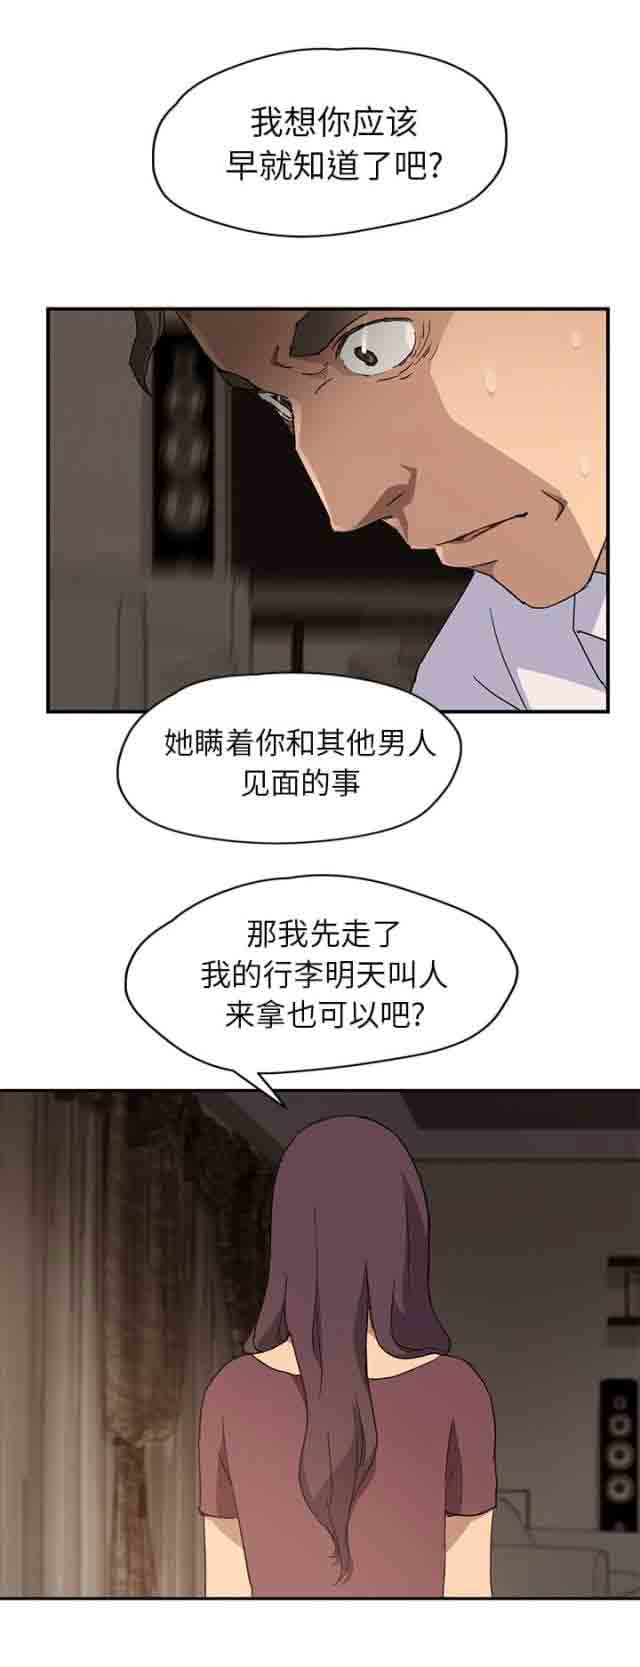 我想你应该
早就知道了吧?
她瞒着你和其他男人
见面的事
那我先走了
我的行李明天叫人
来拿也可以吧?